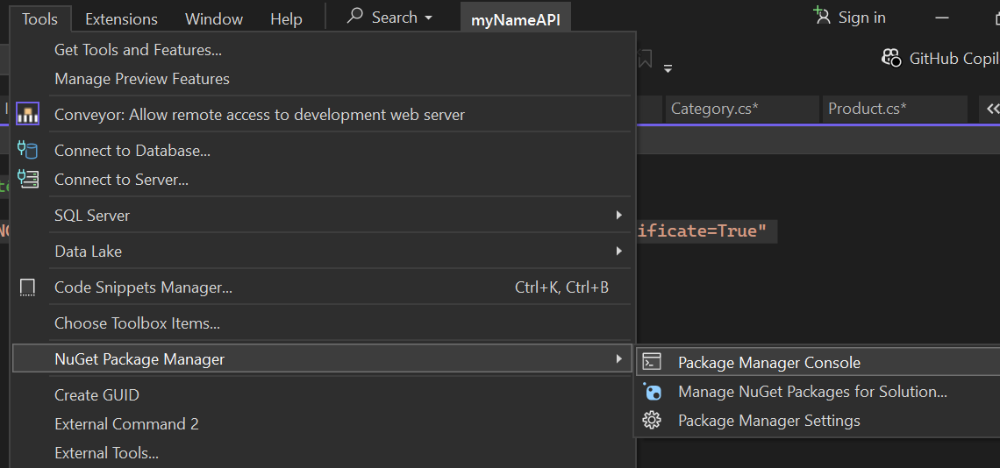 Tools Extensions Window Help Search myNameAPI Sign in
Get Tools and Features...
Manage Preview Features
GitHub Copil
Conveyor: Allow remote access to development web server
Category.cs* Product.cs*
Connect to Database...
Connect to Server...
SQL Server
ificate=True"
Data Lake
Code Snippets Manager... Ctrl+K, Ctrl+B
Choose Toolbox Items...
NuGet Package Manager
Package Manager Console
Manage NuGet Packages for Solution...
Package Manager Settings
Create GUID
External Command 2
External Tools...